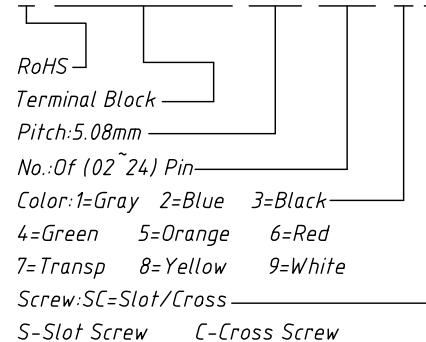 RoHS
Terminal Block
Pitch:5.08mm
No.:Of (02~24) Pin
Color:1=Gray 2=Blue 3=Black
4=Green 5=Orange 6=Red
7=Transp 8=Yellow 9=White
Screw:SC=Slot/Cross
S-Slot Screw C-Cross Screw